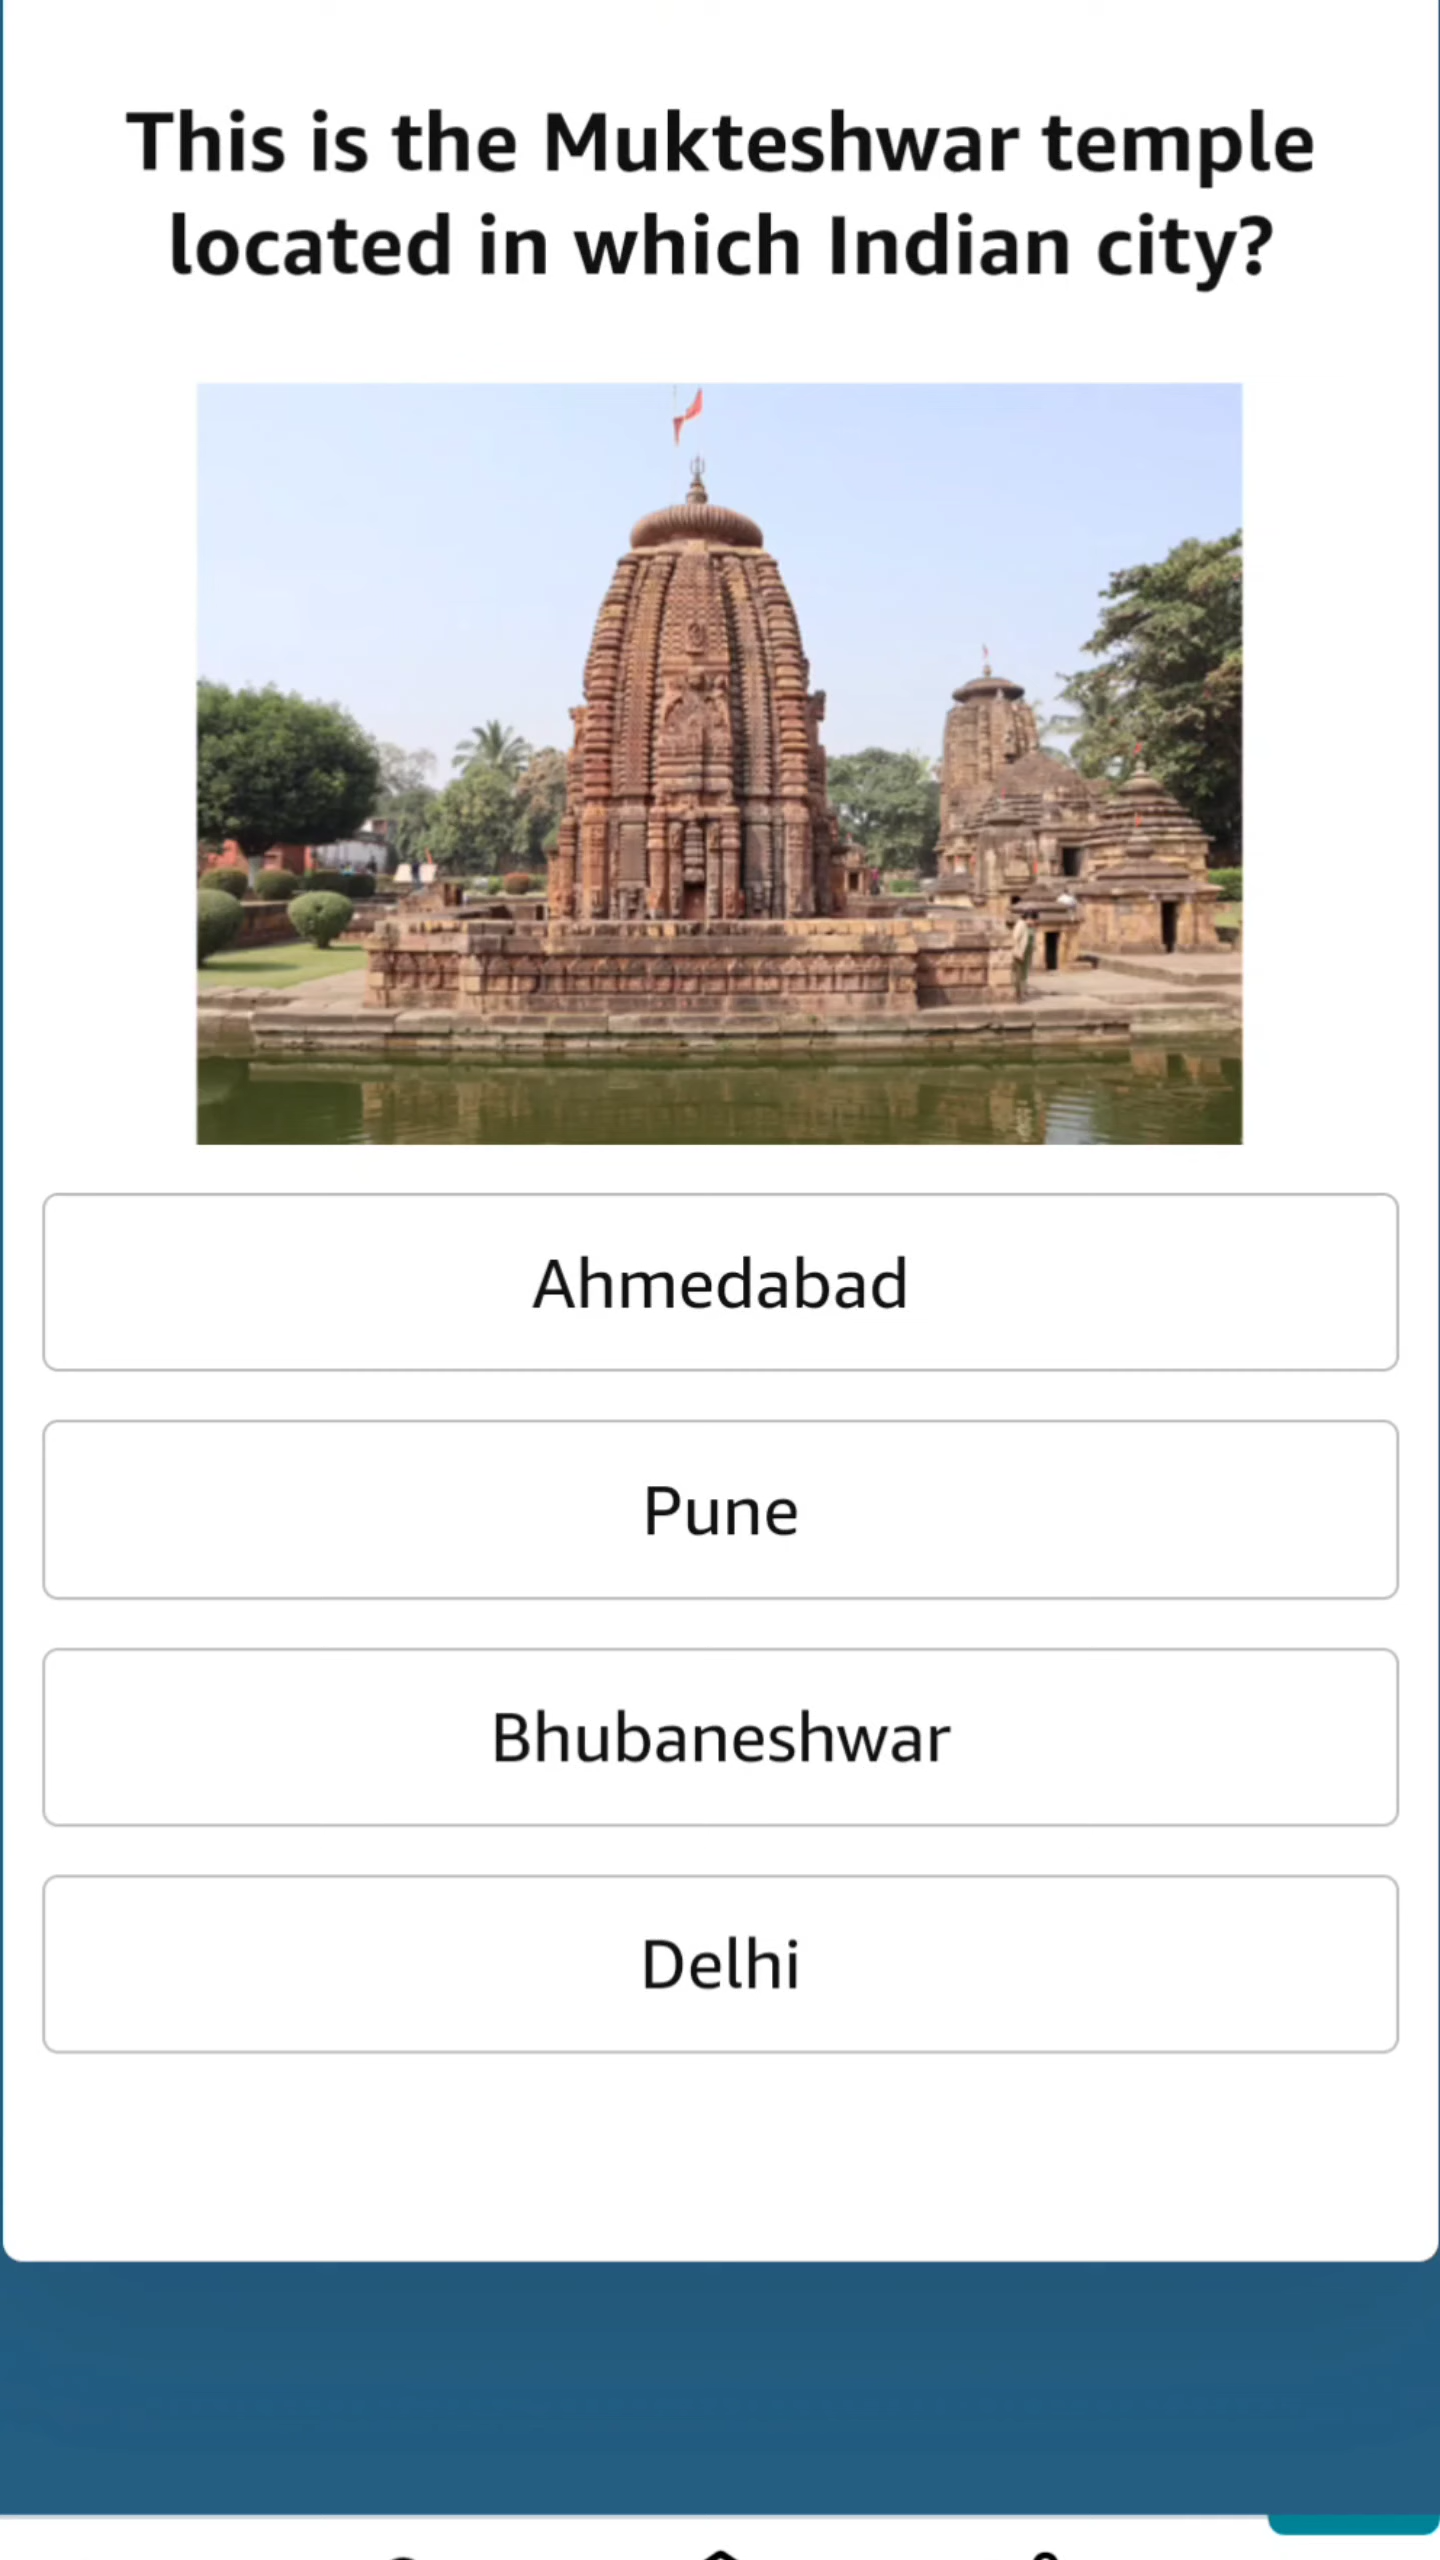 This is the Mukteshwar temple
located in which Indian city?
Ahmedabad
Pune
Bhubaneshwar
Delhi